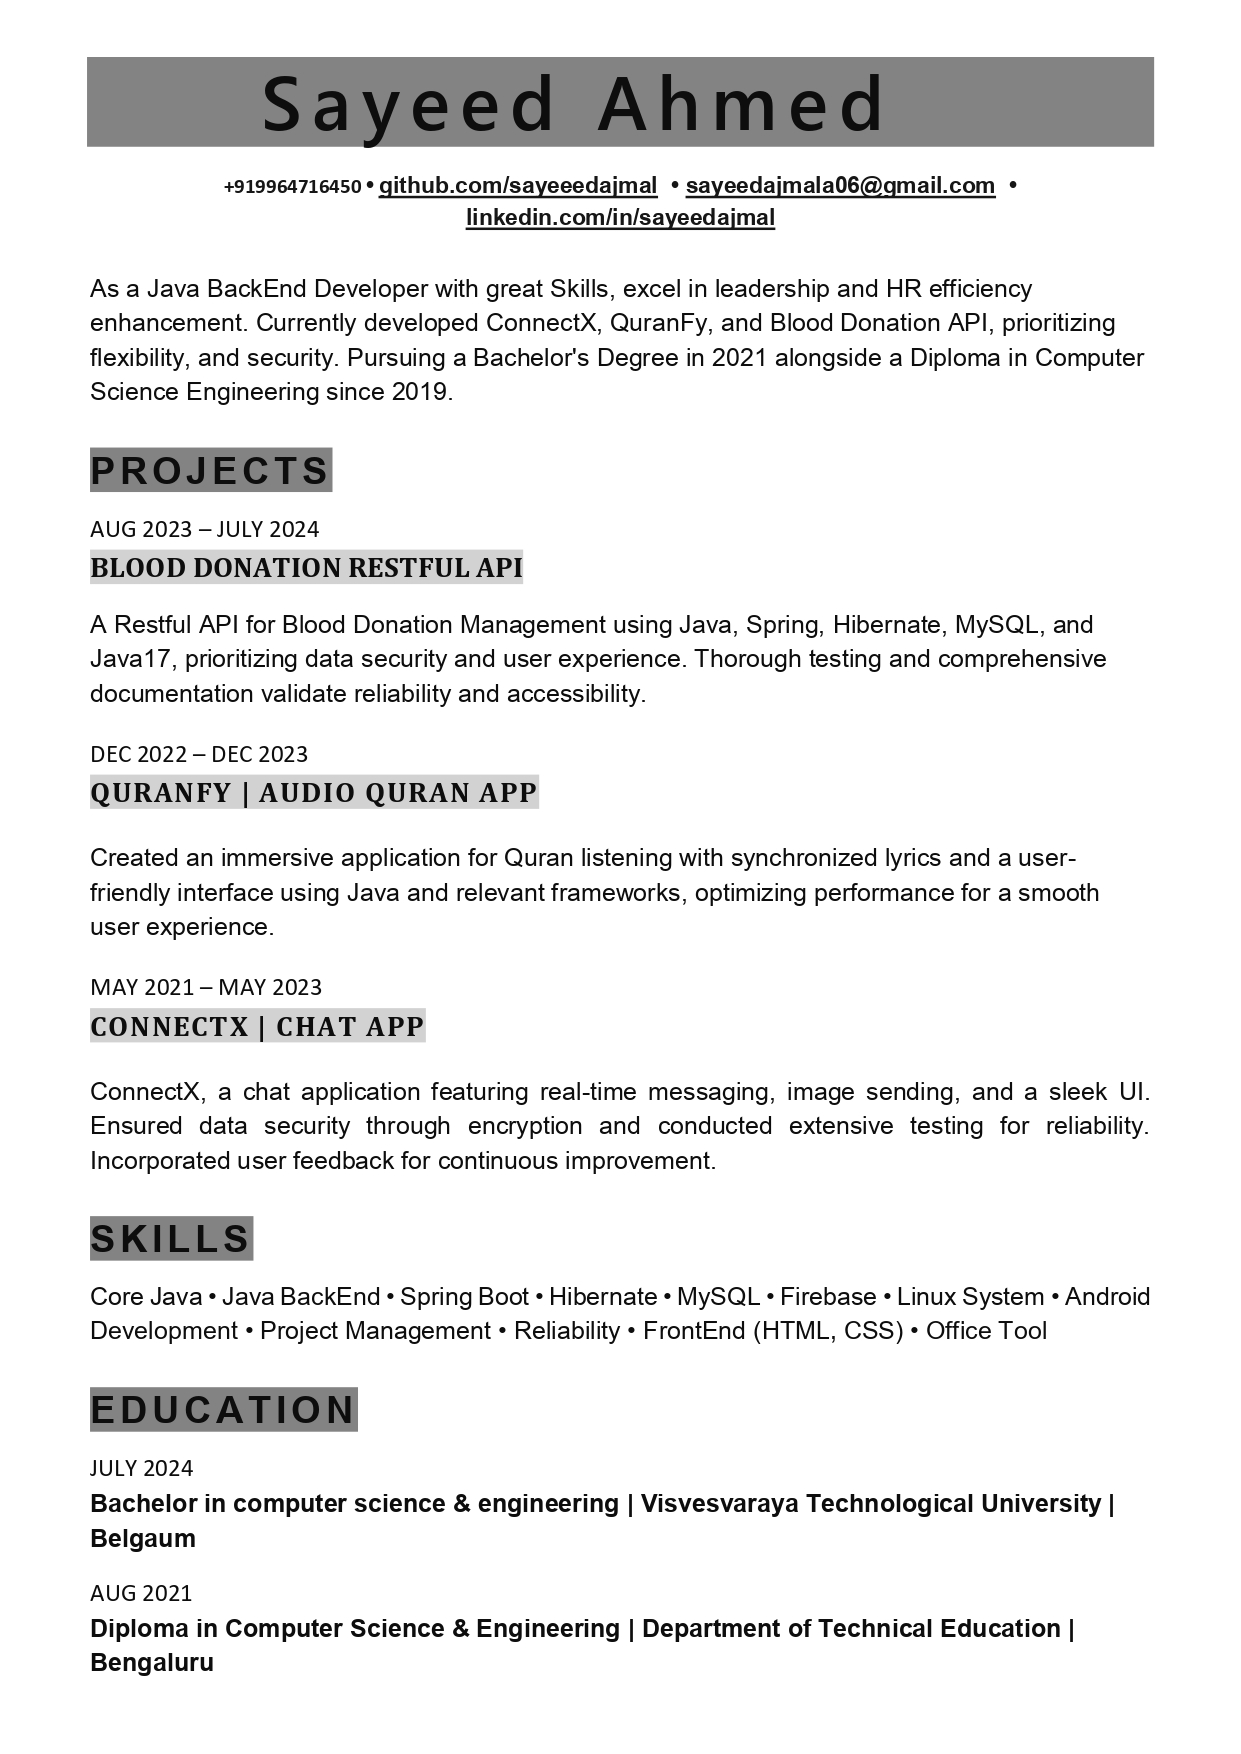 Sayeed Ahmed
+919964716450 • github.com/sayeeedajmal • sayeedajmala06@gmail.com •
linkedin.com/in/sayeedajmal
As a Java BackEnd Developer with great Skills, excel in leadership and HR efficiency
enhancement. Currently developed ConnectX, QuranFy, and Blood Donation API, prioritizing
flexibility, and security. Pursuing a Bachelor's Degree in 2021 alongside a Diploma in Computer
Science Engineering since 2019.
PROJECTS
AUG 2023 – JULY 2024
BLOOD DONATION RESTFUL API
A Restful API for Blood Donation Management using Java, Spring, Hibernate, MySQL, and
Java17, prioritizing data security and user experience. Thorough testing and comprehensive
documentation validate reliability and accessibility.
DEC 2022 – DEC 2023
QURANFY | AUDIO QURAN APP
Created an immersive application for Quran listening with synchronized lyrics and a user-
friendly interface using Java and relevant frameworks, optimizing performance for a smooth
user experience.
MAY 2021 – MAY 2023
CONNECTX | CHAT APP
ConnectX, a chat application featuring real-time messaging, image sending, and a sleek UI.
Ensured data security through encryption and conducted extensive testing for reliability.
Incorporated user feedback for continuous improvement.
SKILLS
Core Java • Java BackEnd • Spring Boot • Hibernate • MySQL • Firebase • Linux System • Android
Development • Project Management • Reliability • FrontEnd (HTML, CSS) • Office Tool
EDUCATION
JULY 2024
Bachelor in computer science & engineering | Visvesvaraya Technological University |
Belgaum
AUG 2021
Diploma in Computer Science & Engineering | Department of Technical Education |
Bengaluru